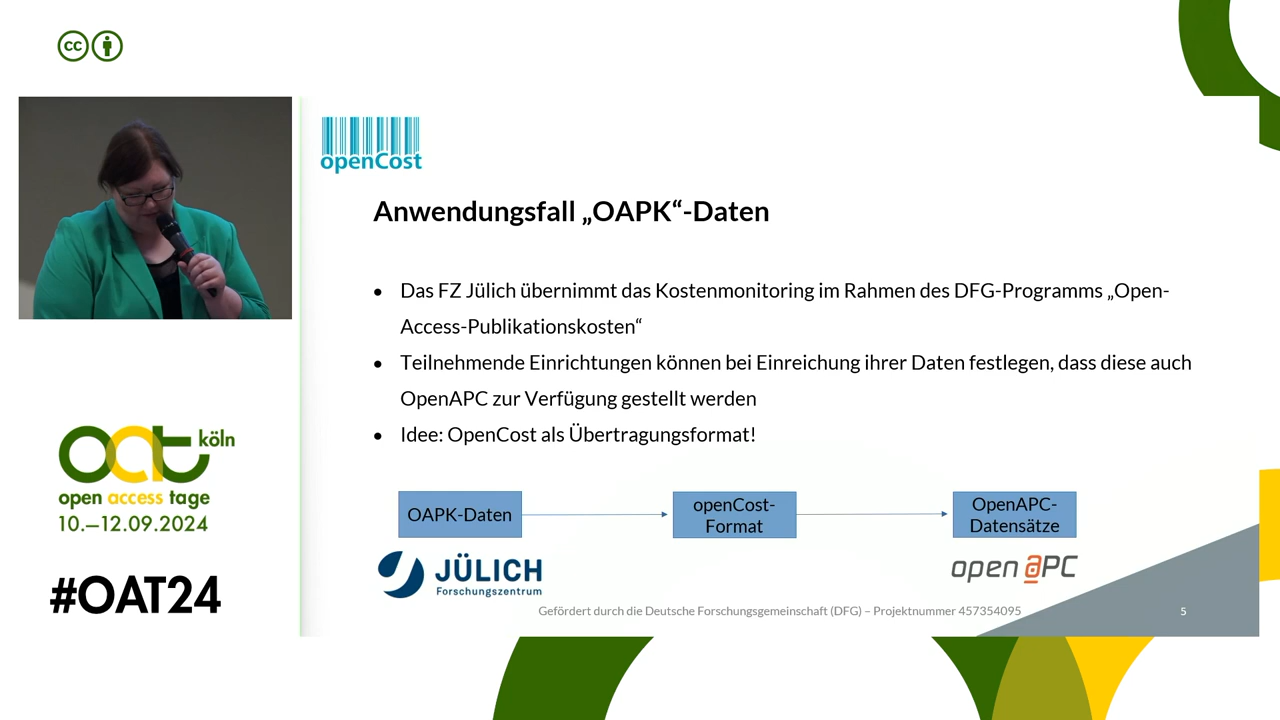 cc
openCost
Anwendungsfall „OAPK“-Daten
• Das FZ Jülich übernimmt das Kostenmonitoring im Rahmen des DFG-Programms „Open-
Access-Publikationskosten“
• Teilnehmende Einrichtungen können bei Einreichung ihrer Daten festlegen, dass diese auch
OpenAPC zur Verfügung gestellt werden
• Idee: OpenCost als Übertragungsformat!
OAPK-Daten
openCost-
Format
OpenAPC-
Datensätze
JÜLICH
Forschungszentrum
open aPC
Gefördert durch die Deutsche Forschungsgemeinschaft (DFG) – Projektnummer 457354095
5
oat köln
open access tage
10.–12.09.2024
#OAT24